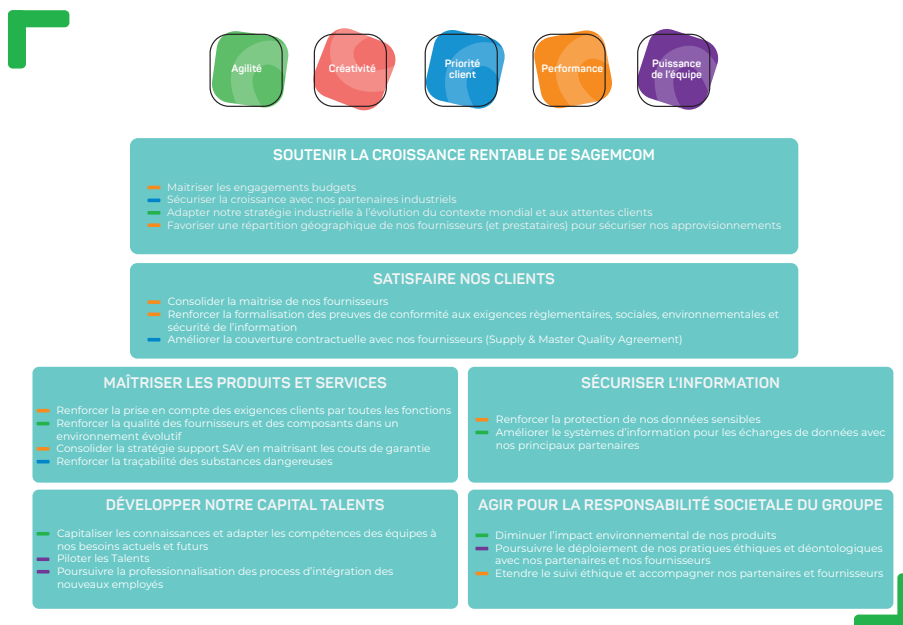 Agilité
Créativité
Priorité
client
Performance
Puissance
de l'équipe
SOUTENIR LA CROISSANCE RENTABLE DE SAGEMCOM
Maitriser les engagements budgets
Sécuriser la croissance avec nos partenaires industriels
Adapter notre stratégie industrielle à l'évolution du contexte mondial et aux attentes clients
Favoriser une répartition géographique de nos fournisseurs (et prestataires) pour sécuriser nos approvisionnements
SATISFAIRE NOS CLIENTS
Consolider la maitrise de nos fournisseurs
Renforcer la formalisation des preuves de conformité aux exigences règlementaires, sociales, environnementales et
sécurité de l'information
Améliorer la couverture contractuelle avec nos fournisseurs (Supply & Master Quality Agreement)
MAÎTRISER LES PRODUITS ET SERVICES
Renforcer la prise en compte des exigences clients par toutes les fonctions
Renforcer la qualité des fournisseurs et des composants dans un
environnement évolutif
Consolider la stratégie support SAV en maitrisant les couts de garantie
Renforcer la traçabilité des substances dangereuses
SÉCURISER L'INFORMATION
Renforcer la protection de nos données sensibles
Améliorer le systèmes d'information pour les échanges de données avec
nos principaux partenaires
DÉVELOPPER NOTRE CAPITAL TALENTS
Capitaliser les connaissances et adapter les compétences des équipes à
nos besoins actuels et futurs
Piloter les Talents
Poursuivre la professionnalisation des process d'intégration des
nouveaux employés
AGIR POUR LA RESPONSABILITÉ SOCIETALE DU GROUPE
Diminuer l'impact environnemental de nos produits
Poursuivre le déploiement de nos pratiques éthiques et déontologiques
avec nos partenaires et nos fournisseurs
Etendre le suivi éthique et accompagner nos partenaires et fournisseurs